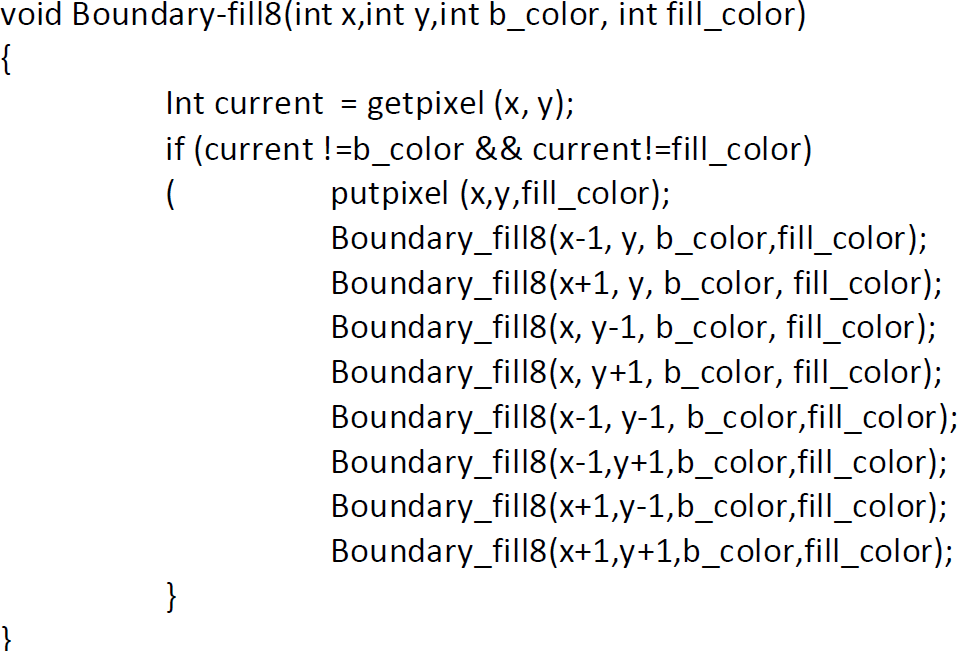 void Boundary-fill8(int x,int y,int b_color, int fill_color)
{
Int current = getpixel (x, y);
if (current !=b_color && current!=fill_color)
( putpixel (x,y,fill_color);
Boundary_fill8(x-1, y, b_color,fill_color);
Boundary_fill8(x+1, y, b_color, fill_color);
Boundary_fill8(x, y-1, b_color, fill_color);
Boundary_fill8(x, y+1, b_color, fill_color);
Boundary_fill8(x-1, y-1, b_color,fill_color);
Boundary_fill8(x-1,y+1,b_color,fill_color);
Boundary_fill8(x+1,y-1,b_color,fill_color);
Boundary_fill8(x+1,y+1,b_color,fill_color);
}
}